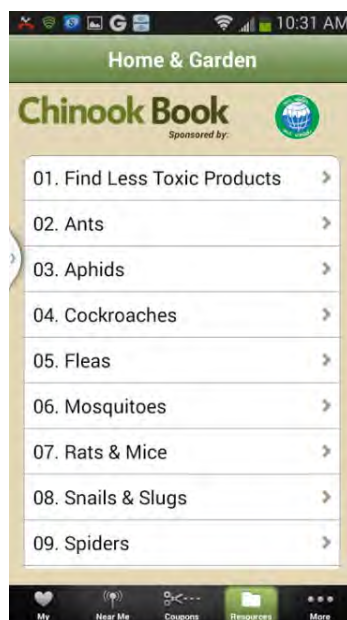 10:31 AM
Home & Garden
Chinook Book
Sponsored by:
01. Find Less Toxic Products
02. Ants
03. Aphids
04. Cockroaches
05. Fleas
06. Mosquitoes
07. Rats & Mice
08. Snails & Slugs
09. Spiders
My Near Me Coupons Resources More